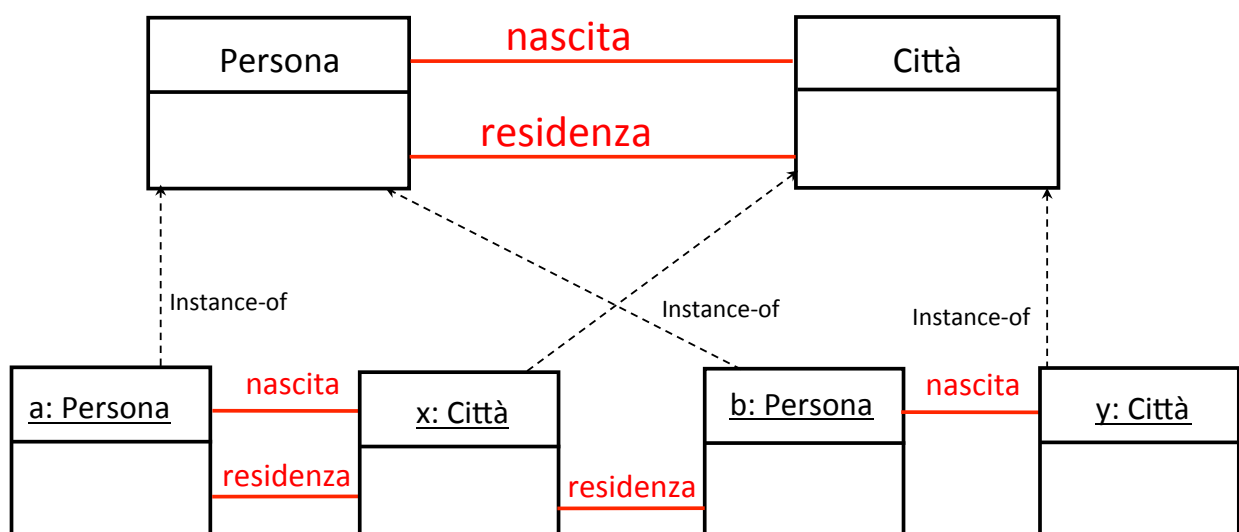 nascita
Persona
Città
residenza
Instance-of
Instance-of
Instance-of
a: Persona
nascita
x: Città
b: Persona
nascita
y: Città
residenza
residenza